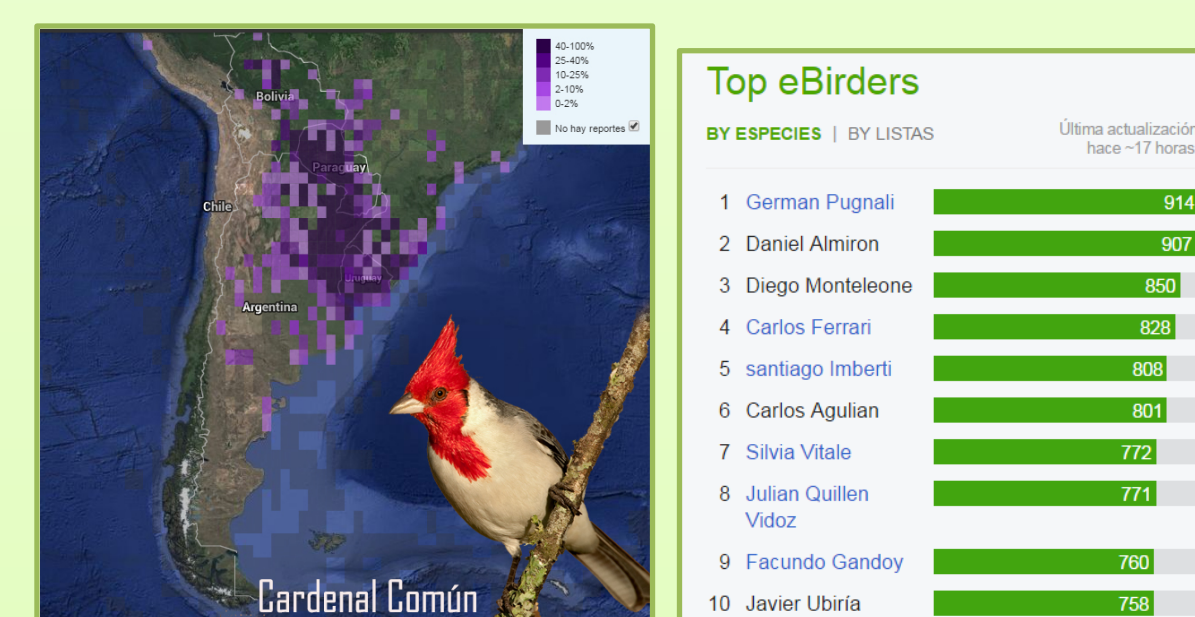 40-100%
25-40%
10-25%
2-10%
0-2%
No hay reportes
Bolivia
Paraguay
Chile
Uruguay
Argentina
Cardenal Común
Top eBirders
BY ESPECIES | BY LISTAS
Última actualización
hace ~17 horas
1 German Pugnali 914
2 Daniel Almiron 907
3 Diego Monteleone 850
4 Carlos Ferrari 828
5 santiago Imberti 808
6 Carlos Agulian 801
7 Silvia Vitale 772
8 Julian Quillen 771
Vidoz
9 Facundo Gandoy 760
10 Javier Ubiría 758